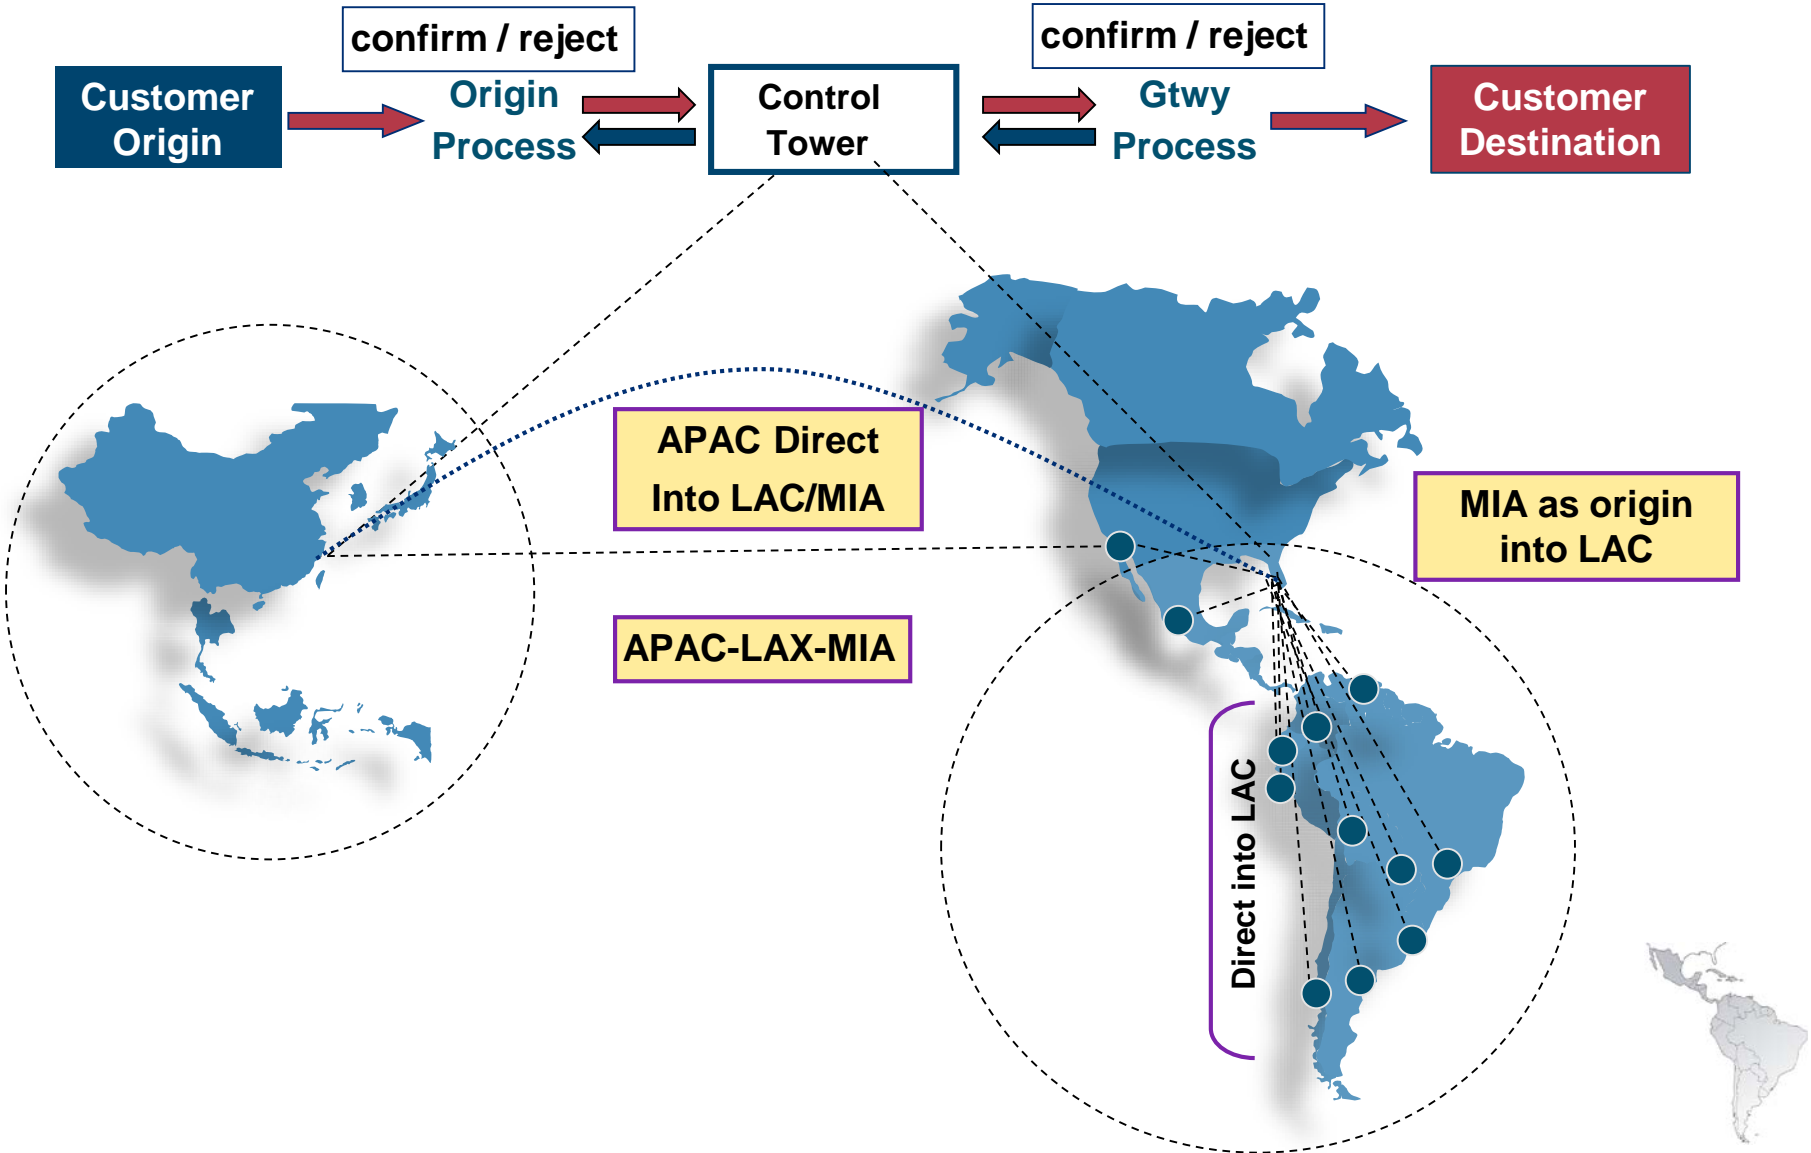 confirm / reject
confirm / reject
Customer
Origin
Origin
Process
Control
Tower
Gtwy
Process
Customer
Destination
APAC Direct
Into LAC/MIA
MIA as origin
into LAC
APAC-LAX-MIA
Direct into LAC